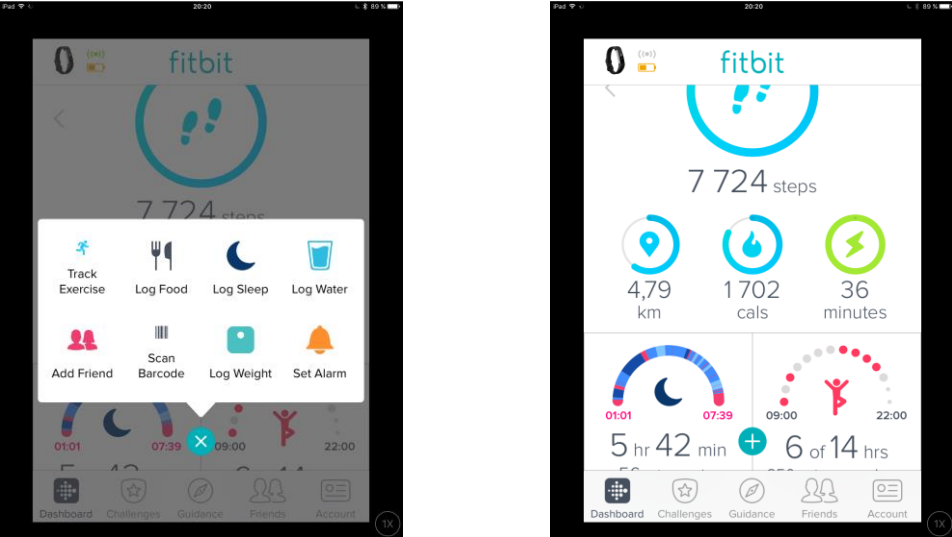 iPad
20:20
89 %
fitbit
7 724 steps
Track
Exercise
Log Food
Log Sleep
Log Water
Add Friend
Scan
Barcode
Log Weight
Set Alarm
01:01
07:39
09:00
22:00
Dashboard
Challenges
Guidance
Friends
Account
1X
iPad
20:20
89 %
fitbit
7 724 steps
4,79
km
1 702
cals
36
minutes
01:01
07:39
09:00
22:00
5 hr 42 min
6 of 14 hrs
Dashboard
Challenges
Guidance
Friends
Account
1X